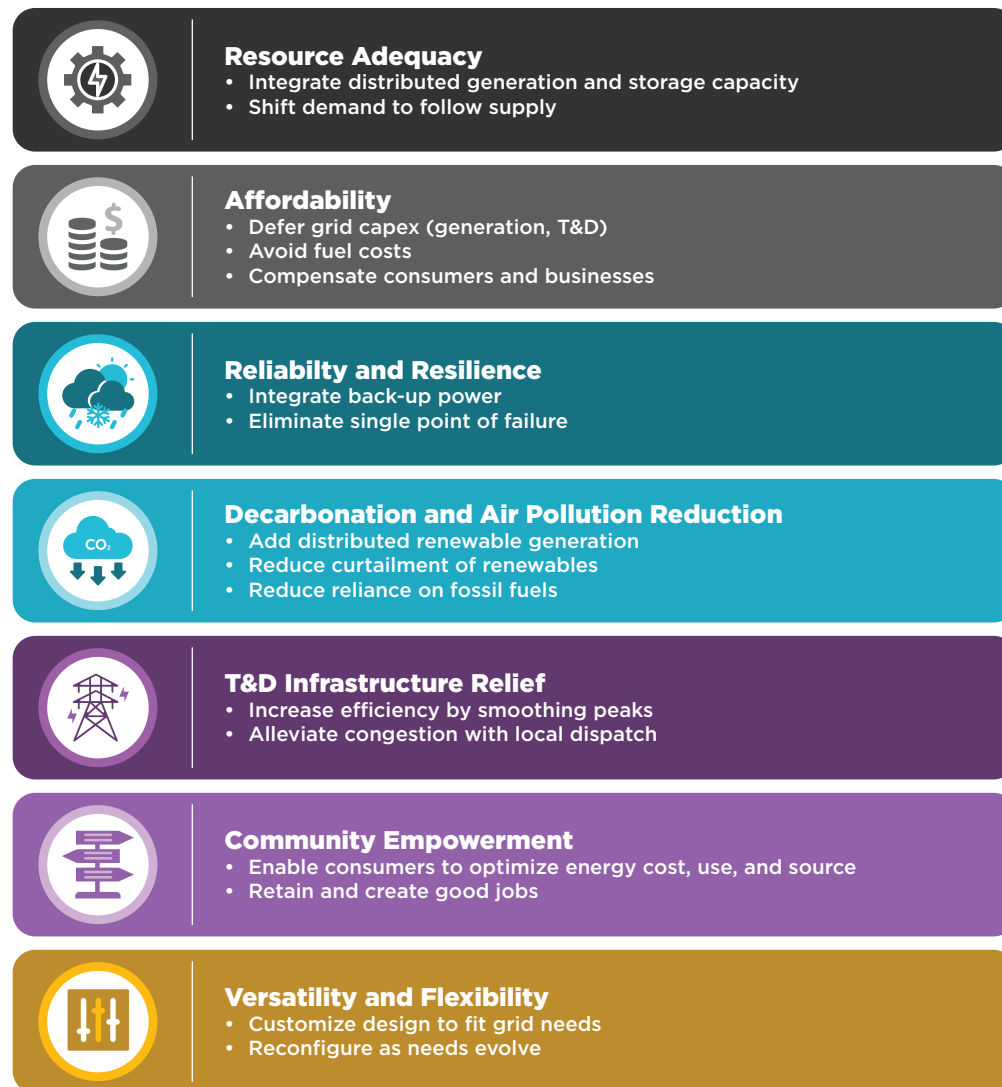 Resource Adequacy
• Integrate distributed generation and storage capacity
• Shift demand to follow supply
Affordability
• Defer grid capex (generation, T&D)
• Avoid fuel costs
• Compensate consumers and businesses
Reliabilty and Resilience
• Integrate back-up power
• Eliminate single point of failure
CO₂
Decarbonation and Air Pollution Reduction
• Add distributed renewable generation
• Reduce curtailment of renewables
• Reduce reliance on fossil fuels
T&D Infrastructure Relief
• Increase efficiency by smoothing peaks
• Alleviate congestion with local dispatch
Community Empowerment
• Enable consumers to optimize energy cost, use, and source
• Retain and create good jobs
Versatility and Flexibility
• Customize design to fit grid needs
• Reconfigure as needs evolve